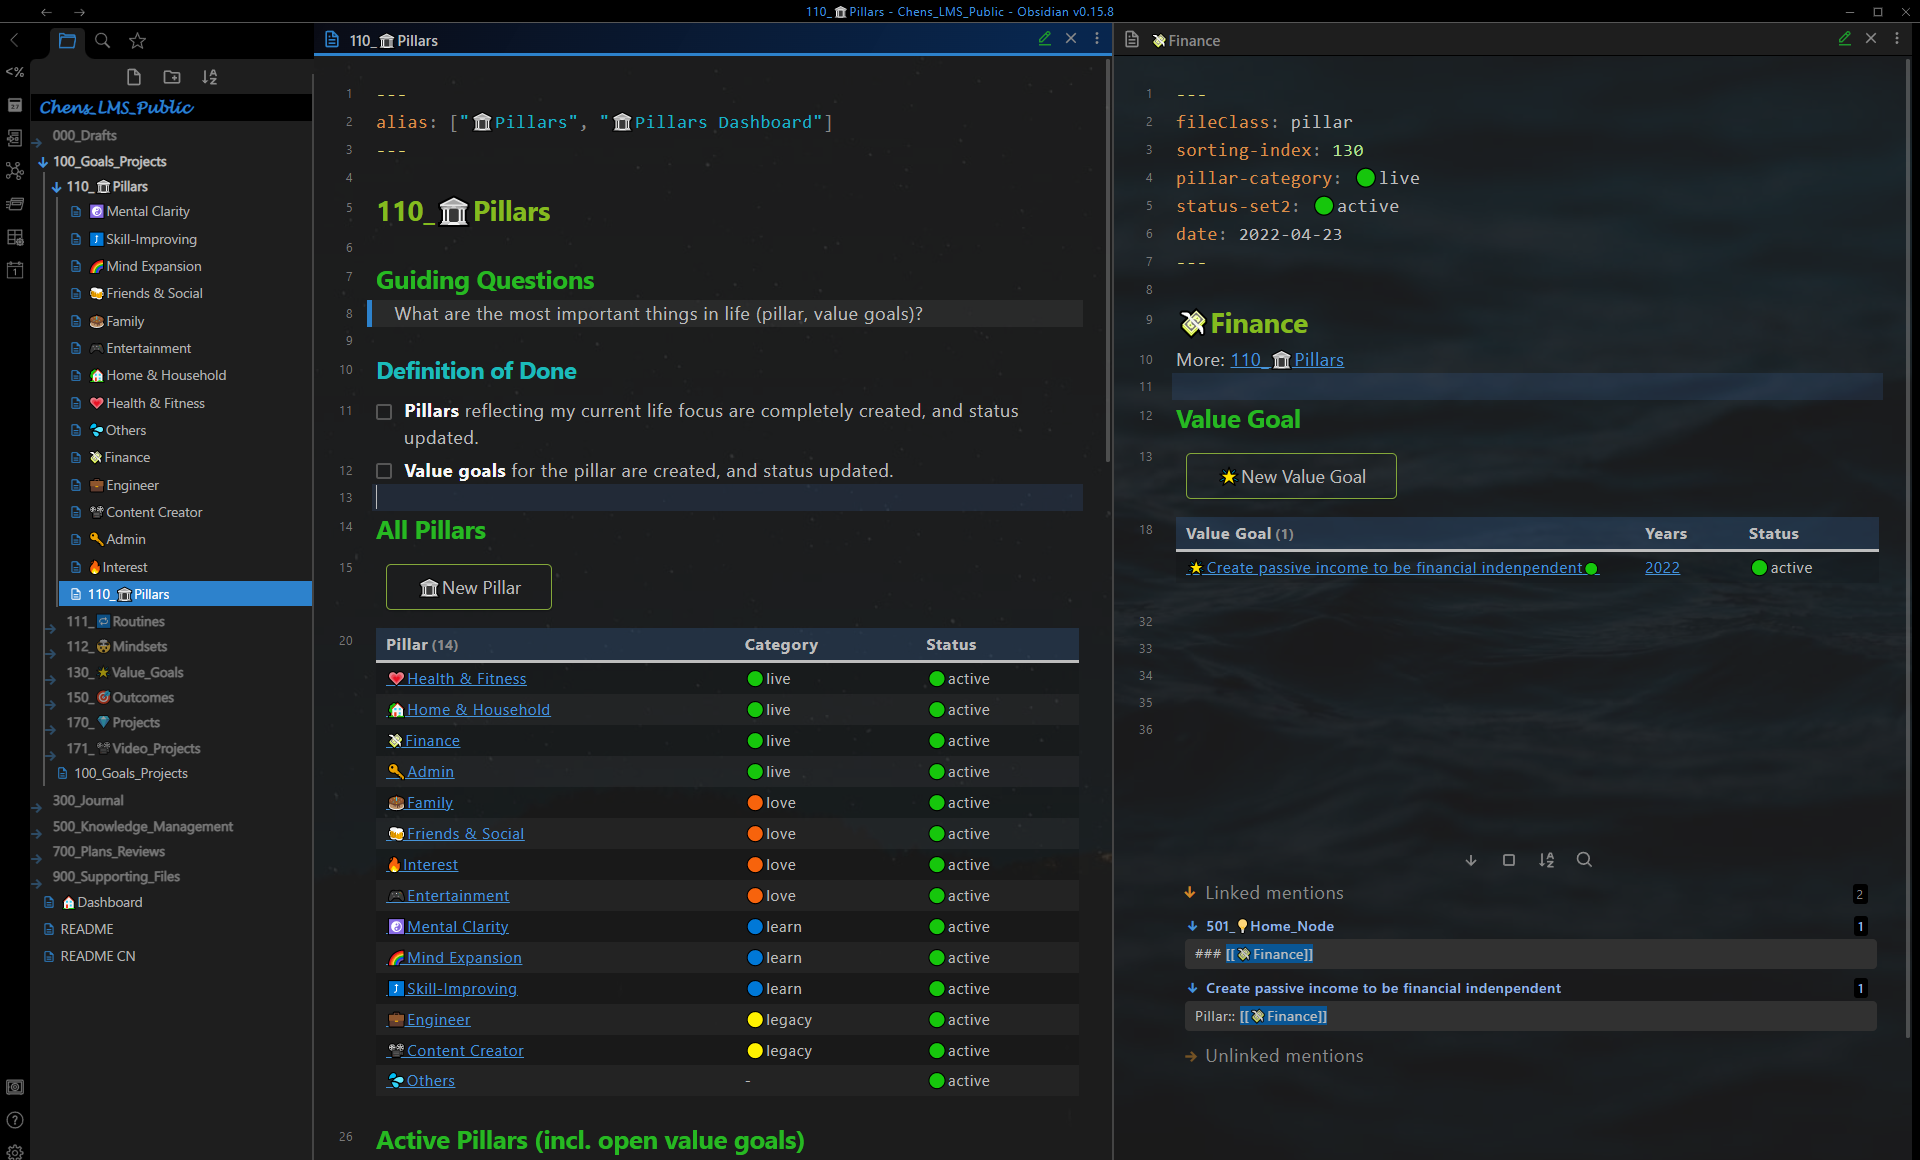 110_🏛Pillars - Chens_LMS_Public - Obsidian v0.15.8
Chens_LMS_Public
000_Drafts
100_Goals_Projects
110_🏛Pillars
Mental Clarity
Skill-Improving
🌈Mind Expansion
🍻Friends & Social
Family
🎮Entertainment
🏠Home & Household
❤Health & Fitness
💦Others
💸Finance
💼Engineer
📽Content Creator
🔑Admin
🔥Interest
110_🏛Pillars
111_🔁Routines
112_Mindsets
130_⭐Value_Goals
150_🎯Outcomes
170_💎Projects
171_📽Video_Projects
100_Goals_Projects
300_Journal
500_Knowledge_Management
700_Plans_Reviews
900_Supporting_Files
🏠Dashboard
README
README CN
110_🏛Pillars
1 ---
2 alias: ["🏛Pillars", "🏛Pillars Dashboard"]
3 ---
4
5 110_🏛Pillars
6
7 Guiding Questions
8 What are the most important things in life (pillar, value goals)?
9
10 Definition of Done
11 Pillars reflecting my current life focus are completely created, and status
updated.
12 Value goals for the pillar are created, and status updated.
13
14 All Pillars
15 🏛New Pillar
20 Pillar (14) Category Status
❤Health & Fitness 🟢live 🟢active
🏠Home & Household 🟢live 🟢active
💸Finance 🟢live 🟢active
🔑Admin 🟢live 🟢active
Family 🟠love 🟢active
🍻Friends & Social 🟠love 🟢active
🔥Interest 🟠love 🟢active
🎮Entertainment 🟠love 🟢active
Mental Clarity 🔵learn 🟢active
🌈Mind Expansion 🔵learn 🟢active
Skill-Improving 🔵learn 🟢active
💼Engineer 🟡legacy 🟢active
📽Content Creator 🟡legacy 🟢active
💦Others - 🟢active
26 Active Pillars (incl. open value goals)
💸Finance
1 ---
2 fileClass: pillar
3 sorting-index: 130
4 pillar-category: 🟢live
5 status-set2: 🟢active
6 date: 2022-04-23
7 ---
8
9 💸Finance
10 More: 110_🏛Pillars
11
12 Value Goal
13 ⭐New Value Goal
18 Value Goal (1) Years Status
⭐Create passive income to be financial indenpendent🟢 2022 🟢active
32
33
34
35
36
Linked mentions 2
501_💡Home_Node 1
### [[💸Finance]]
Create passive income to be financial indenpendent 1
Pillar:: [[💸Finance]]
Unlinked mentions